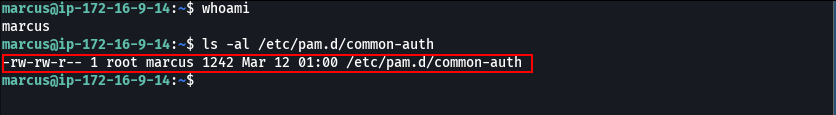 marcus@ip-172-16-9-14:~$ whoami
marcus
marcus@ip-172-16-9-14:~$ ls -al /etc/pam.d/common-auth
-rw-rw-r-- 1 root marcus 1242 Mar 12 01:00 /etc/pam.d/common-auth
marcus@ip-172-16-9-14:~$